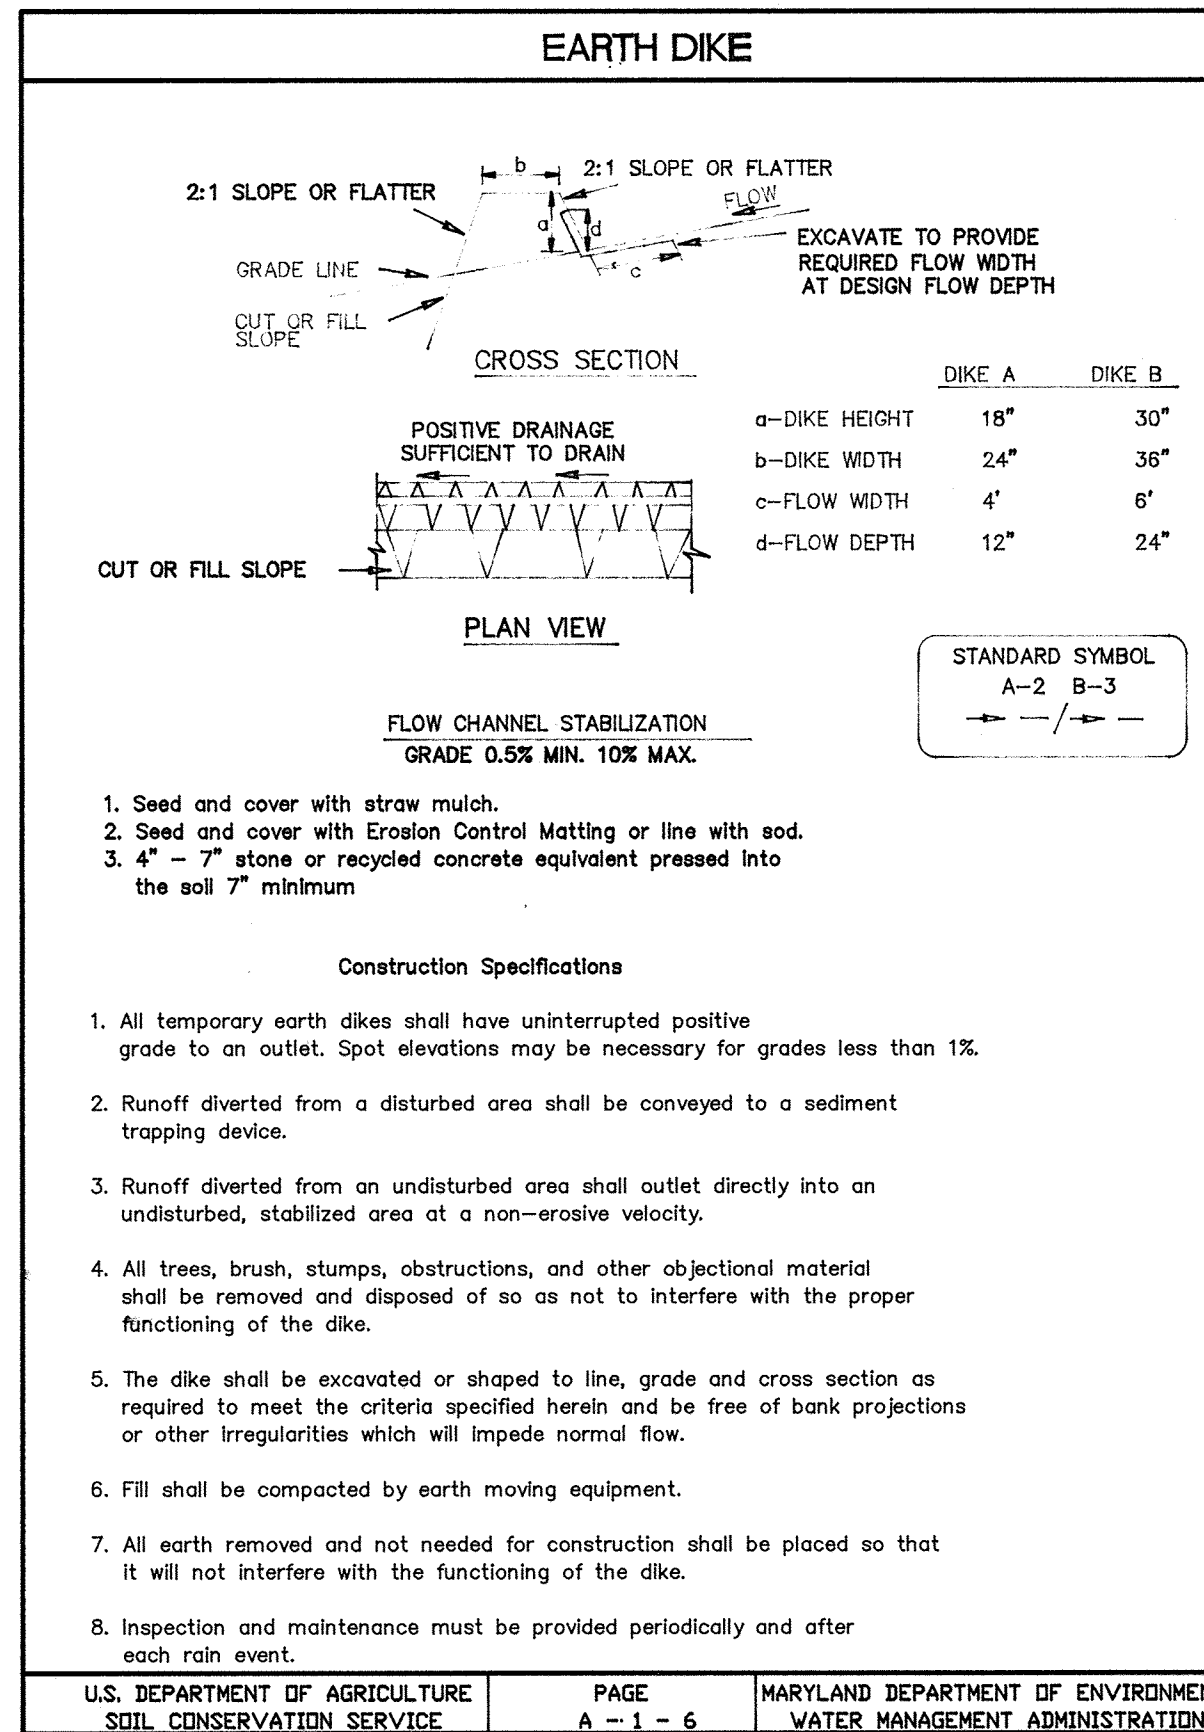 EARTH DIKE
b
2:1 SLOPE OR FLATTER
2:1 SLOPE OR FLATTER
FLOW
a
d
EXCAVATE TO PROVIDE
REQUIRED FLOW WIDTH
AT DESIGN FLOW DEPTH
GRADE LINE
c
CUT OR FILL
SLOPE
CROSS SECTION
DIKE A DIKE B
a-DIKE HEIGHT 18" 30"
b-DIKE WIDTH 24" 36"
c-FLOW WIDTH 4' 6'
d-FLOW DEPTH 12" 24"
POSITIVE DRAINAGE
SUFFICIENT TO DRAIN
CUT OR FILL SLOPE
PLAN VIEW
STANDARD SYMBOL
A-2 B-3
FLOW CHANNEL STABILIZATION
GRADE 0.5% MIN. 10% MAX.
1. Seed and cover with straw mulch.
2. Seed and cover with Erosion Control Matting or line with sod.
3. 4" - 7" stone or recycled concrete equivalent pressed into
the soil 7" minimum
Construction Specifications
1. All temporary earth dikes shall have uninterrupted positive
grade to an outlet. Spot elevations may be necessary for grades less than 1%.
2. Runoff diverted from a disturbed area shall be conveyed to a sediment
trapping device.
3. Runoff diverted from an undisturbed area shall outlet directly into an
undisturbed, stabilized area at a non-erosive velocity.
4. All trees, brush, stumps, obstructions, and other objectional material
shall be removed and disposed of so as not to interfere with the proper
functioning of the dike.
5. The dike shall be excavated or shaped to line, grade and cross section as
required to meet the criteria specified herein and be free of bank projections
or other irregularities which will impede normal flow.
6. Fill shall be compacted by earth moving equipment.
7. All earth removed and not needed for construction shall be placed so that
it will not interfere with the functioning of the dike.
8. Inspection and maintenance must be provided periodically and after
each rain event.
U.S. DEPARTMENT OF AGRICULTURE
SOIL CONSERVATION SERVICE
PAGE
A - 1 - 6
MARYLAND DEPARTMENT OF ENVIRONME
WATER MANAGEMENT ADMINISTRATION